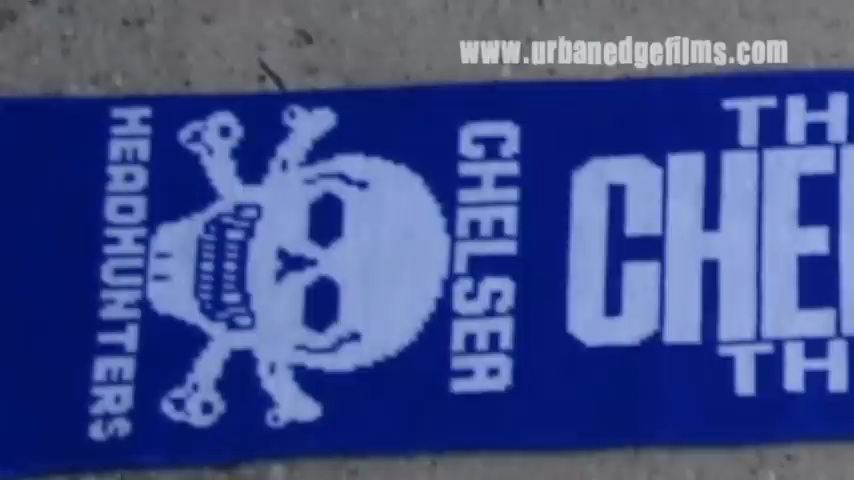 www.urbanedgefilms.com
HEADHUNTERS
CHELSEA
TH
CHE
TH